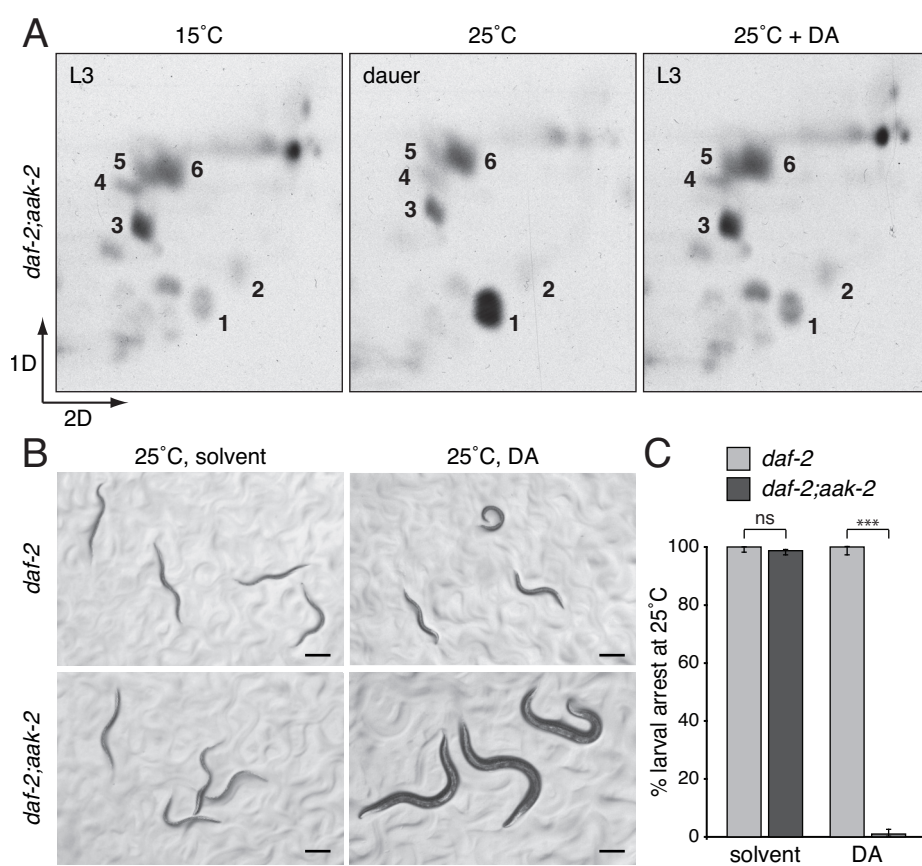 A
15˚C
25˚C
25˚C + DA
daf-2;aak-2
L3
5
6
4
3
2
1
dauer
5
6
4
3
2
1
L3
5
6
4
3
2
1
1D
2D
B
25˚C, solvent
25˚C, DA
daf-2
daf-2;aak-2
C
daf-2
daf-2;aak-2
ns
***
% larval arrest at 25˚C
100
80
60
40
20
0
solvent
DA